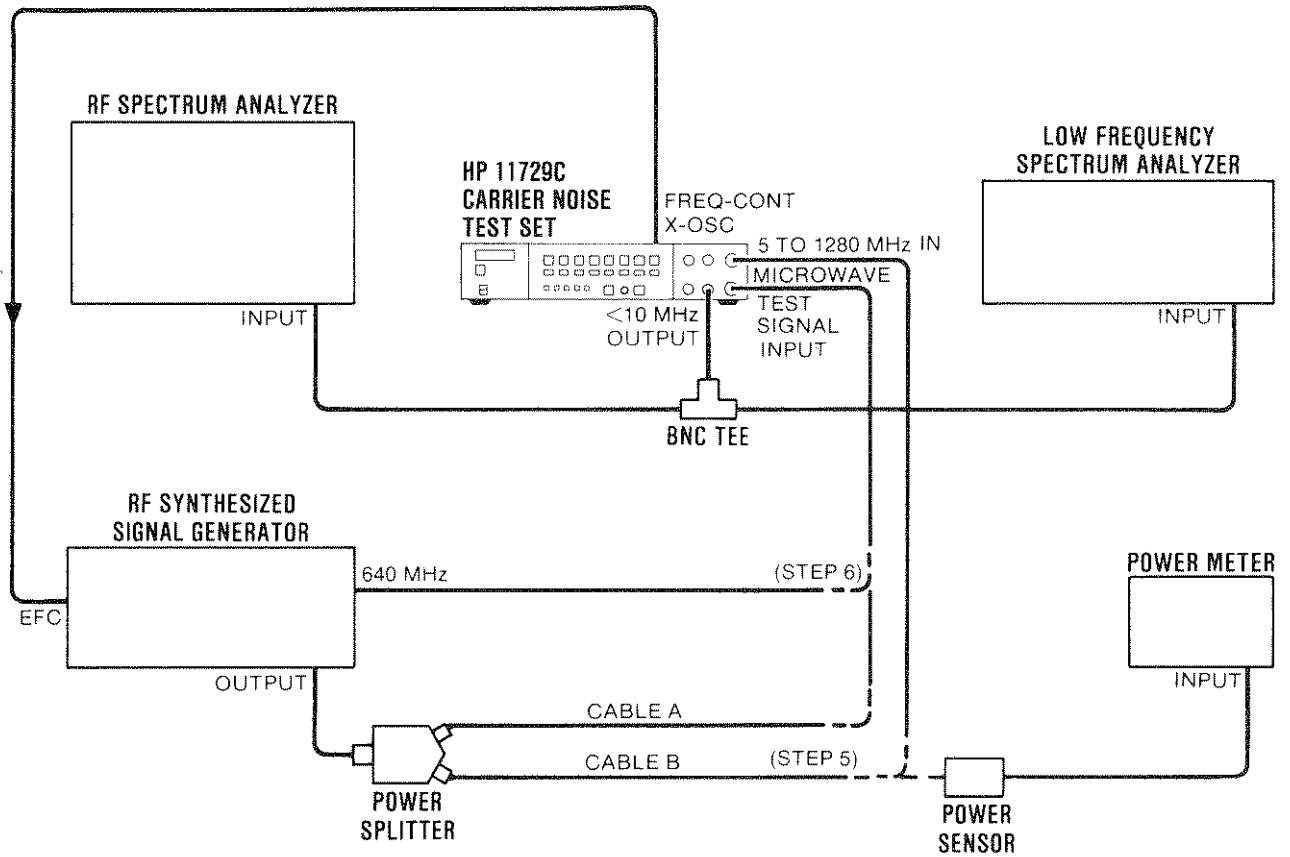 RF SPECTRUM ANALYZER
INPUT
HP 11729C
CARRIER NOISE
TEST SET
FREQ-CONT
X-OSC
5 TO 1280 MHz IN
MICROWAVE
TEST
SIGNAL
INPUT
<10 MHz
OUTPUT
LOW FREQUENCY
SPECTRUM ANALYZER
INPUT
BNC TEE
RF SYNTHESIZED
SIGNAL GENERATOR
640 MHz
(STEP 6)
EFC
OUTPUT
POWER METER
INPUT
CABLE A
CABLE B
(STEP 5)
POWER
SPLITTER
POWER
SENSOR